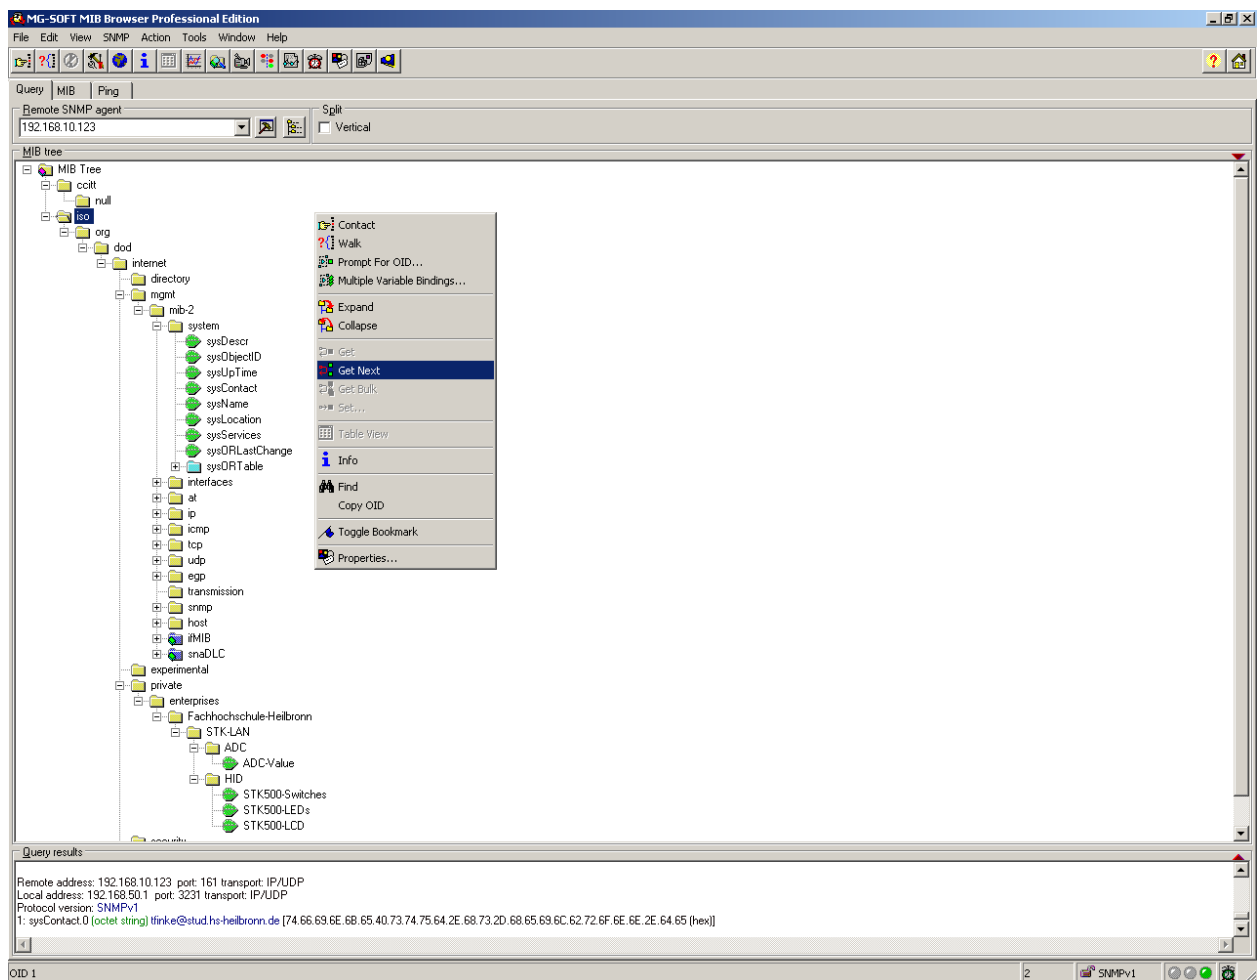 MG-SOFT MIB Browser Professional Edition
File Edit View SNMP Action Tools Window Help
Query MIB Ping
Remote SNMP agent
192.168.10.123
Split
Vertical
MIB tree
MIB Tree
ccitt
null
iso
org
dod
internet
directory
mgmt
mib-2
system
sysDescr
sysObjectID
sysUpTime
sysContact
sysName
sysLocation
sysServices
sysORLastChange
sysORTable
interfaces
at
ip
icmp
tcp
udp
egp
transmission
snmp
host
ifMIB
snaDLC
experimental
private
enterprises
Fachhochschule-Heilbronn
STK-LAN
ADC
ADC-Value
HID
STK500-Switches
STK500-LEDs
STK500-LCD
security
Contact
Walk
Prompt For OID...
Multiple Variable Bindings...
Expand
Collapse
Get
Get Next
Get Bulk
Set...
Table View
Info
Find
Copy OID
Toggle Bookmark
Properties...
Query results
Remote address: 192.168.10.123 port: 161 transport: IP/UDP
Local address: 192.168.50.1 port: 3231 transport: IP/UDP
Protocol version: SNMPv1
1: sysContact.0 (octet string) tfinke@stud.hs-heilbronn.de [74.66.69.6E.6B.65.40.73.74.75.64.2E.68.73.2D.68.65.69.6C.62.72.6F.6E.6E.2E.64.65 (hex)]
OID 1
2
SNMPv1